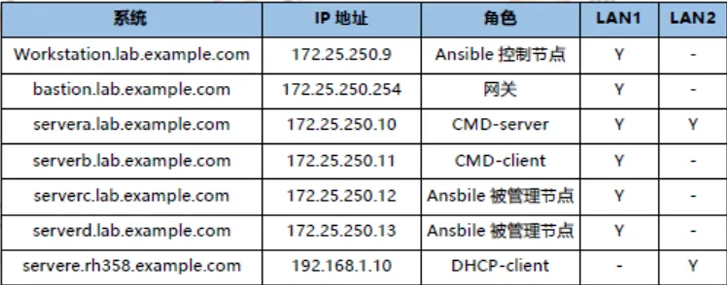 系统 IP 地址 角色 LAN1 LAN2
Workstation.lab.example.com 172.25.250.9 Ansible 控制节点 Y -
bastion.lab.example.com 172.25.250.254 网关 Y -
servera.lab.example.com 172.25.250.10 CMD-server Y Y
serverb.lab.example.com 172.25.250.11 CMD-client Y -
serverc.lab.example.com 172.25.250.12 Ansbile 被管理节点 Y -
serverd.lab.example.com 172.25.250.13 Ansbile 被管理节点 Y -
servere.rh358.example.com 192.168.1.10 DHCP-client - Y